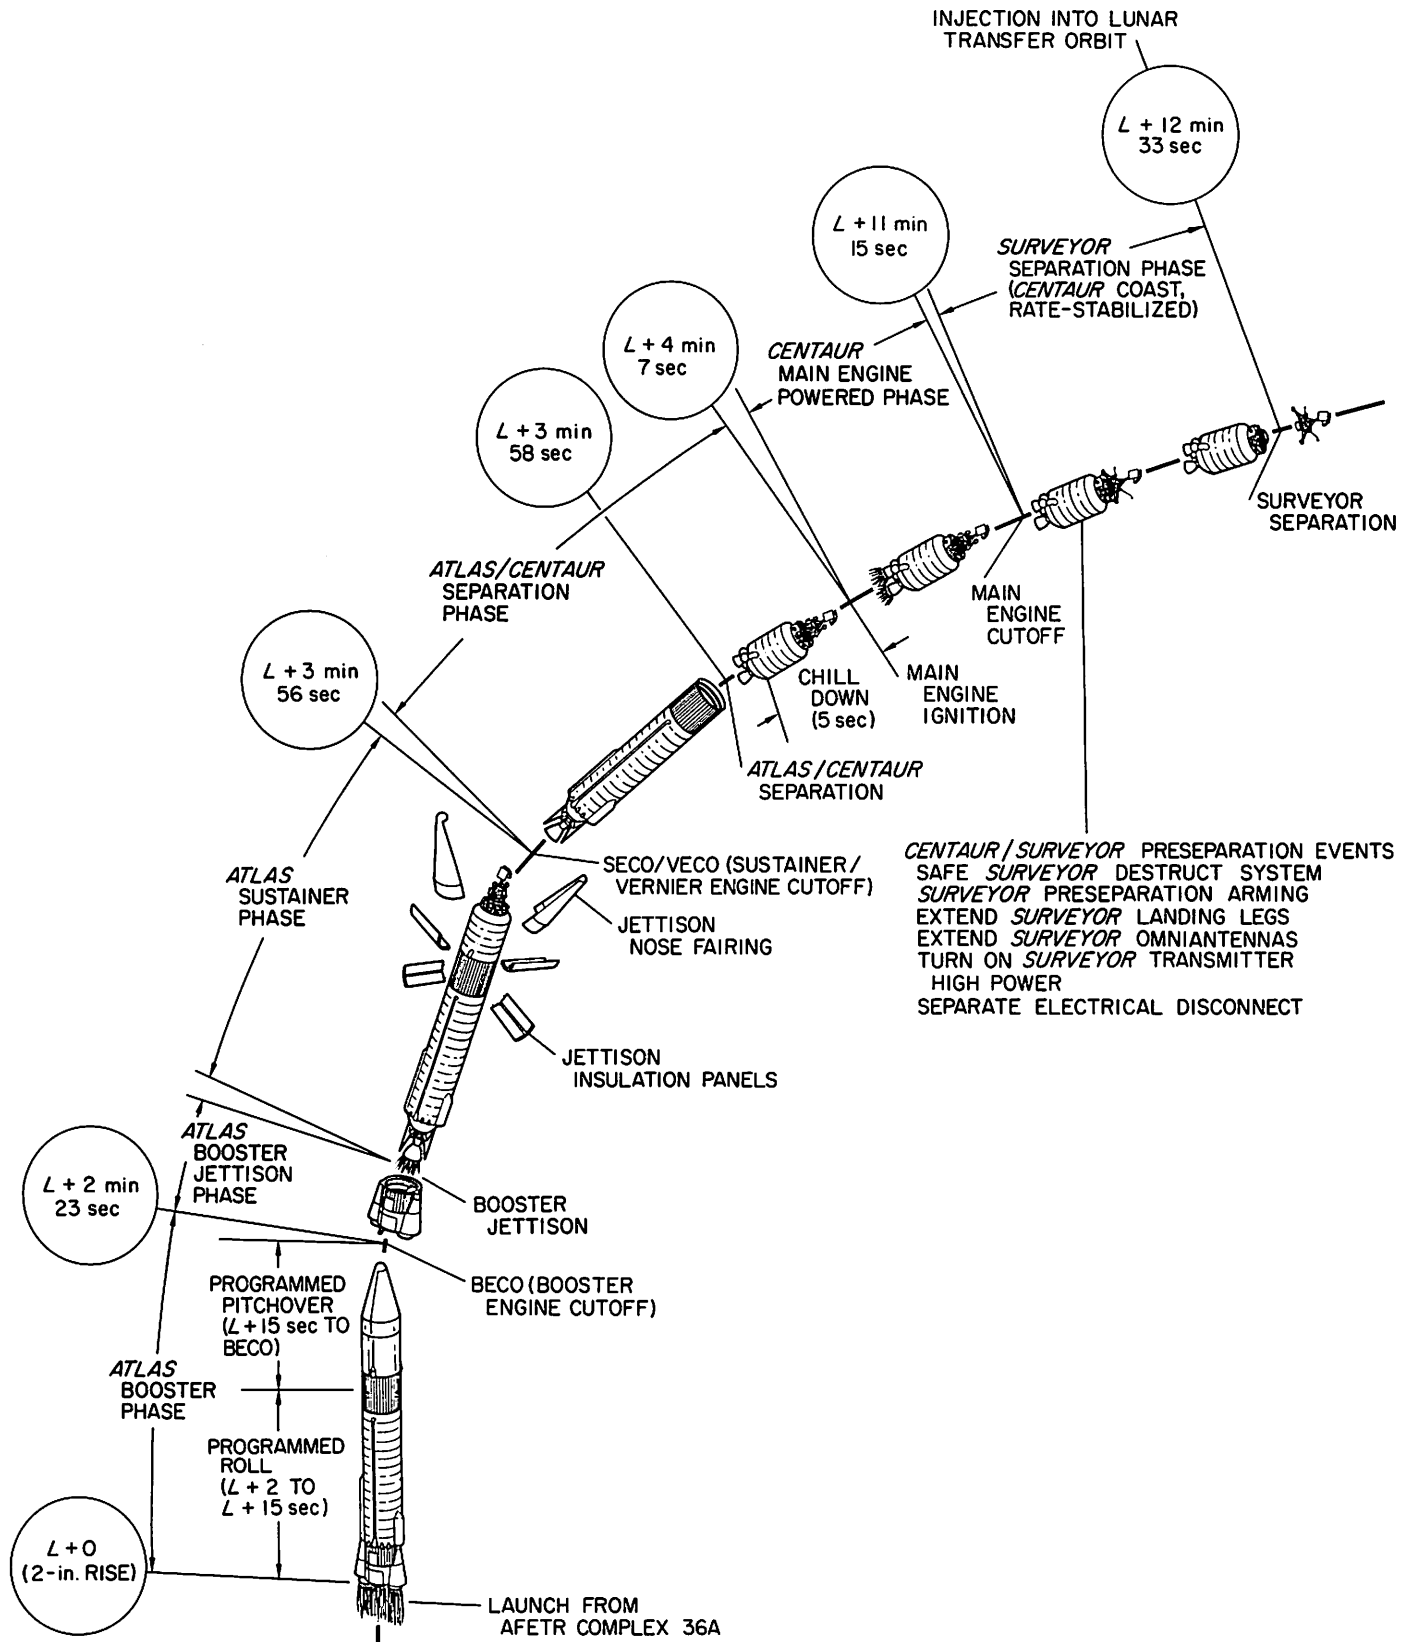 INJECTION INTO LUNAR
TRANSFER ORBIT
L + 12 min
33 sec
L + 11 min
15 sec
SURVEYOR
SEPARATION PHASE
(CENTAUR COAST,
RATE-STABILIZED)
L + 4 min
7 sec
CENTAUR
MAIN ENGINE
POWERED PHASE
L + 3 min
58 sec
SURVEYOR
SEPARATION
ATLAS/CENTAUR
SEPARATION
PHASE
MAIN
ENGINE
CUTOFF
L + 3 min
56 sec
CHILL
DOWN
(5 sec)
MAIN
ENGINE
IGNITION
ATLAS/CENTAUR
SEPARATION
SECO/VECO (SUSTAINER/
VERNIER ENGINE CUTOFF)
CENTAUR/SURVEYOR PRESEPARATION EVENTS
SAFE SURVEYOR DESTRUCT SYSTEM
SURVEYOR PRESEPARATION ARMING
EXTEND SURVEYOR LANDING LEGS
EXTEND SURVEYOR OMNIANTENNAS
TURN ON SURVEYOR TRANSMITTER
HIGH POWER
SEPARATE ELECTRICAL DISCONNECT
ATLAS
SUSTAINER
PHASE
JETTISON
NOSE FAIRING
JETTISON
INSULATION PANELS
ATLAS
BOOSTER
JETTISON
PHASE
L + 2 min
23 sec
BOOSTER
JETTISON
PROGRAMMED
PITCHOVER
(L + 15 sec TO
BECO)
BECO (BOOSTER
ENGINE CUTOFF)
ATLAS
BOOSTER
PHASE
PROGRAMMED
ROLL
(L + 2 TO
L + 15 sec)
L + 0
(2-in. RISE)
LAUNCH FROM
AFETR COMPLEX 36A